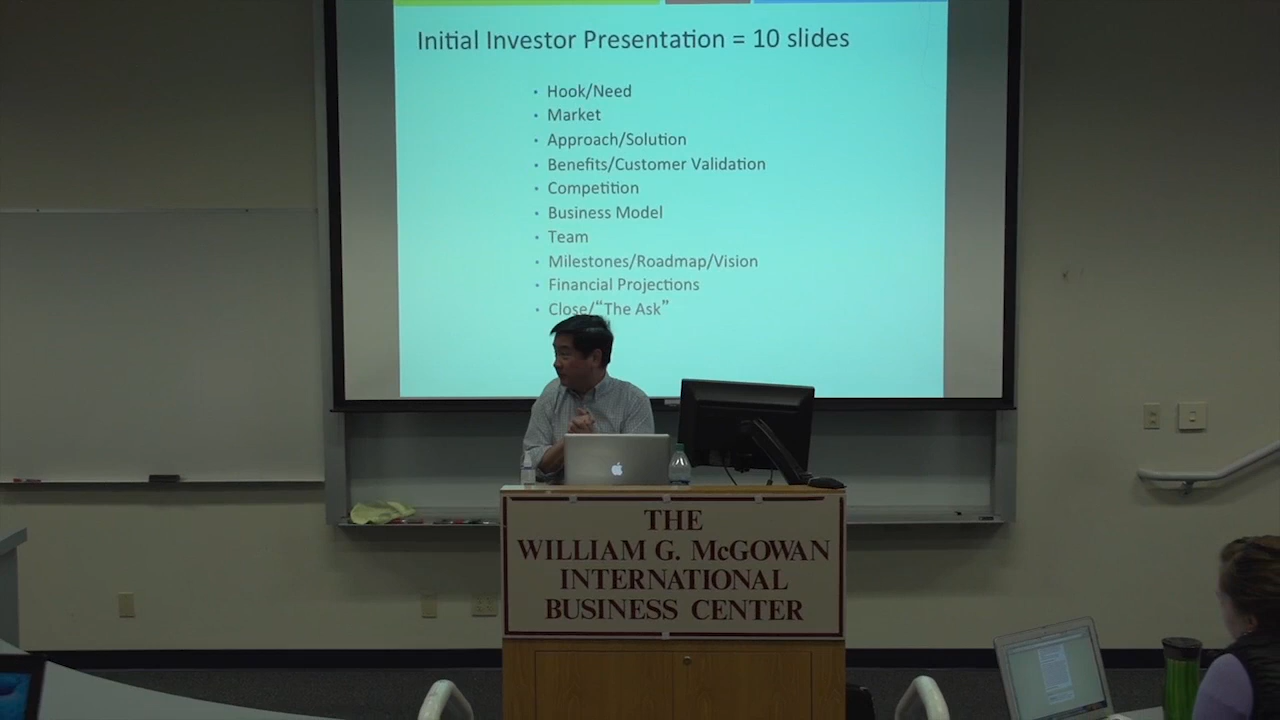 Initial Investor Presentation = 10 slides
• Hook/Need
• Market
• Approach/Solution
• Benefits/Customer Validation
• Competition
• Business Model
• Team
• Milestones/Roadmap/Vision
• Financial Projections
• Close/“The Ask”
THE
WILLIAM G. McGOWAN
INTERNATIONAL
BUSINESS CENTER